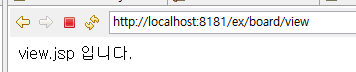 http://localhost:8181/ex/board/view
view.jsp 입니다.